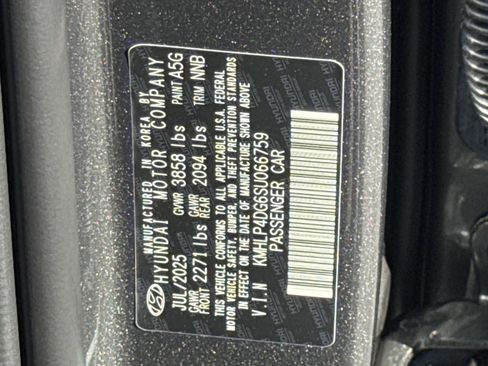 MANUFACTURED IN KOREA BY
HYUNDAI MOTOR COMPANY
JUL/2025 GVWR 3858 lbs PAINT A5G
GAWR FRONT 2271 lbs GAWR REAR 2094 lbs TRIM NNB
THIS VEHICLE CONFORMS TO ALL APPLICABLE U.S.A. FEDERAL
MOTOR VEHICLE SAFETY, BUMPER, AND THEFT PREVENTION STANDARDS
IN EFFECT ON THE DATE OF MANUFACTURE SHOWN ABOVE
V.I.N KMHLP4DG6SU066759
PASSENGER CAR